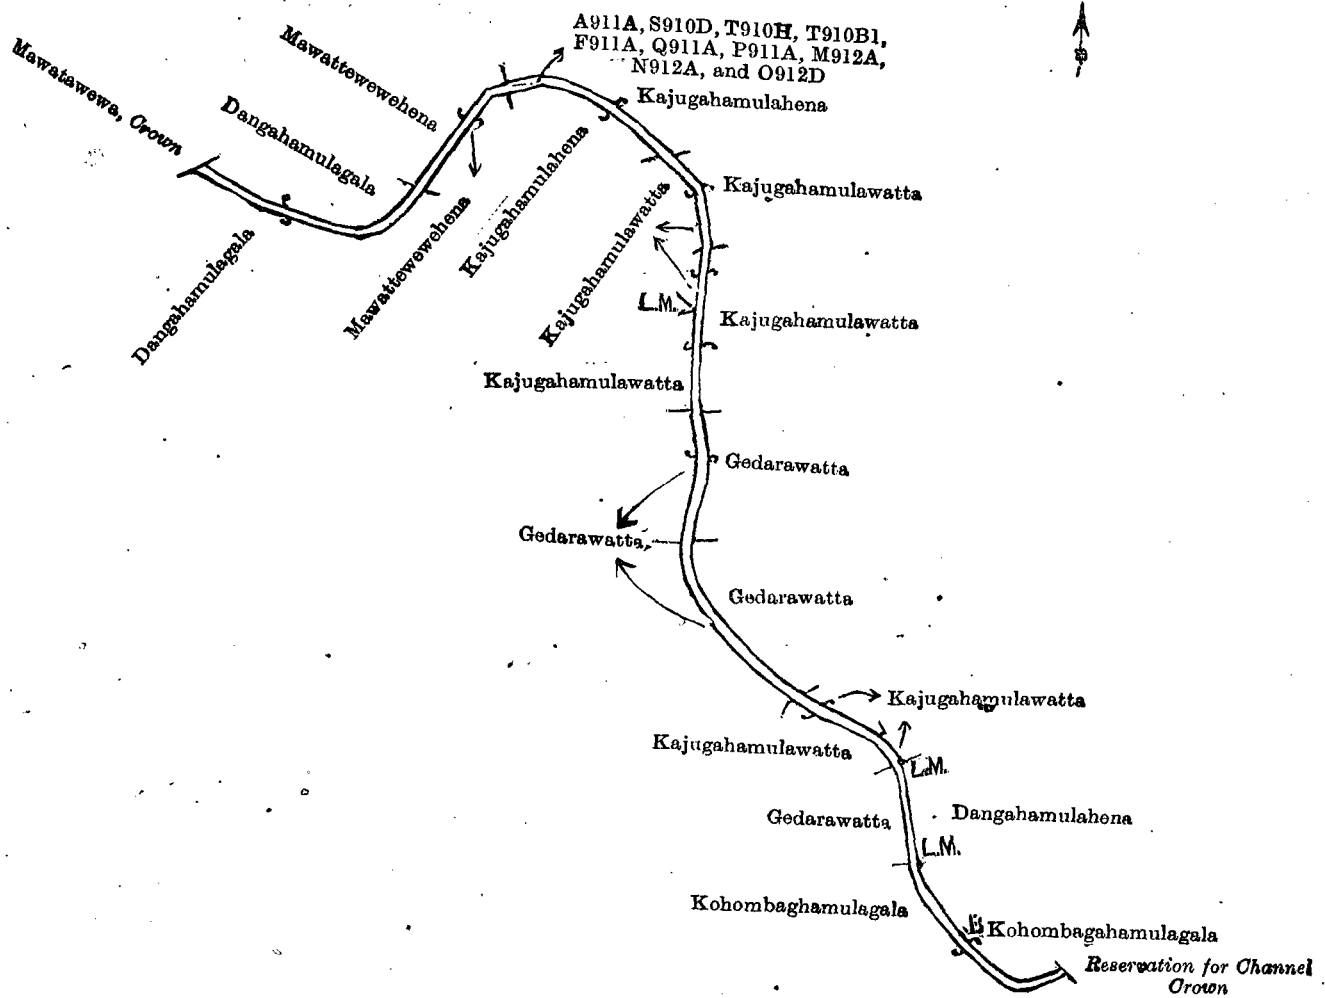 A911A, S910D, T910H, T910B1,
F911A, Q911A, P911A, M912A,
N912A, and O912D
Mawatawewa, Crown
Mawattewewehena
Dangahamulagala
Kajugahamulahena
Dangahamulagala
Mawattewewehena
Kajugahamulahena
Kajugahamulawatta
Kajugahamulawatta
L.M.
Kajugahamulawatta
Kajugahamulawatta
Gedarawatta
Gedarawatta,
Gedarawatta
Kajugahamulawatta
Kajugahamulawatta
L.M.
Gedarawatta
Dangahamulahena
L.M.
Kohombaghamulagala
B
Kohombagahamulagala
Reservation for Channel
Crown